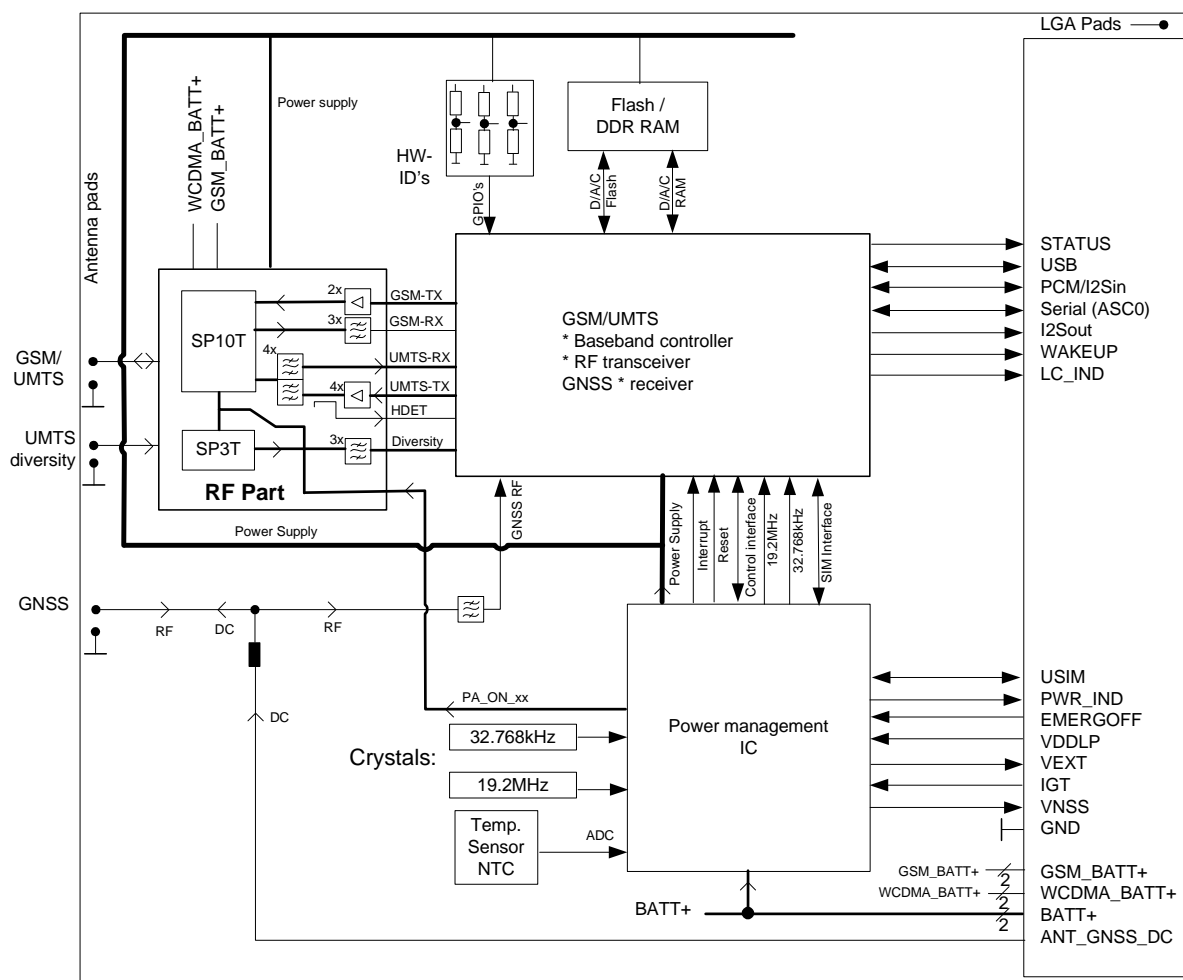 LGA Pads
Antenna pads
WCDMA_BATT+
GSM_BATT+
Power supply
HW-
ID's
GPIO's
Flash /
DDR RAM
D/A/C
Flash
D/A/C
RAM
GSM/
UMTS
UMTS
diversity
SP10T
SP3T
RF Part
2x
GSM-TX
3x
GSM-RX
4x
UMTS-RX
4x
UMTS-TX
HDET
3x
Diversity
GSM/UMTS
* Baseband controller
* RF transceiver
GNSS * receiver
STATUS
USB
PCM/I2Sin
Serial (ASC0)
I2Sout
WAKEUP
LC_IND
Power Supply
GNSS RF
Power Supply
Interrupt
Reset
Control interface
19.2MHz
32.768kHz
SIM Interface
GNSS
RF
DC
RF
DC
PA_ON_xx
Crystals:
32.768kHz
19.2MHz
Temp.
Sensor
NTC
ADC
Power management
IC
USIM
PWR_IND
EMERGOFF
VDDLP
VEXT
IGT
VNSS
GND
GSM_BATT+
2
GSM_BATT+
WCDMA_BATT+
2
WCDMA_BATT+
BATT+
2
BATT+
ANT_GNSS_DC